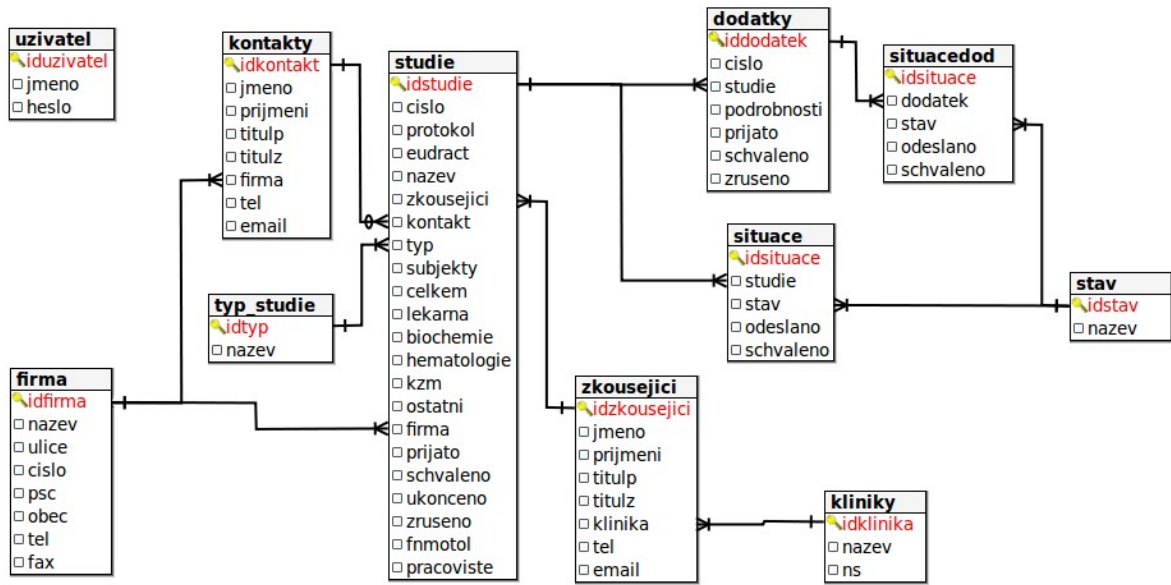 uzivatel
iduzivatel
jmeno
heslo
kontakty
idkontakt
jmeno
prijmeni
titulp
titulz
firma
tel
email
typ_studie
idtyp
nazev
firma
idfirma
nazev
ulice
cislo
psc
obec
tel
fax
studie
idstudie
cislo
protokol
eudract
nazev
zkousejici
kontakt
typ
subjekty
celkem
lekarna
biochemie
hematologie
kzm
ostatni
firma
prijato
schvaleno
ukonceno
zruseno
fnmotol
pracoviste
dodatky
iddodatek
cislo
studie
podrobnosti
prijato
schvaleno
zruseno
situacedod
idsituace
dodatek
stav
odeslano
schvaleno
situace
idsituace
studie
stav
odeslano
schvaleno
stav
idstav
nazev
zkousejici
idzkousejici
jmeno
prijmeni
titulp
titulz
klinika
tel
email
kliniky
idklinika
nazev
ns